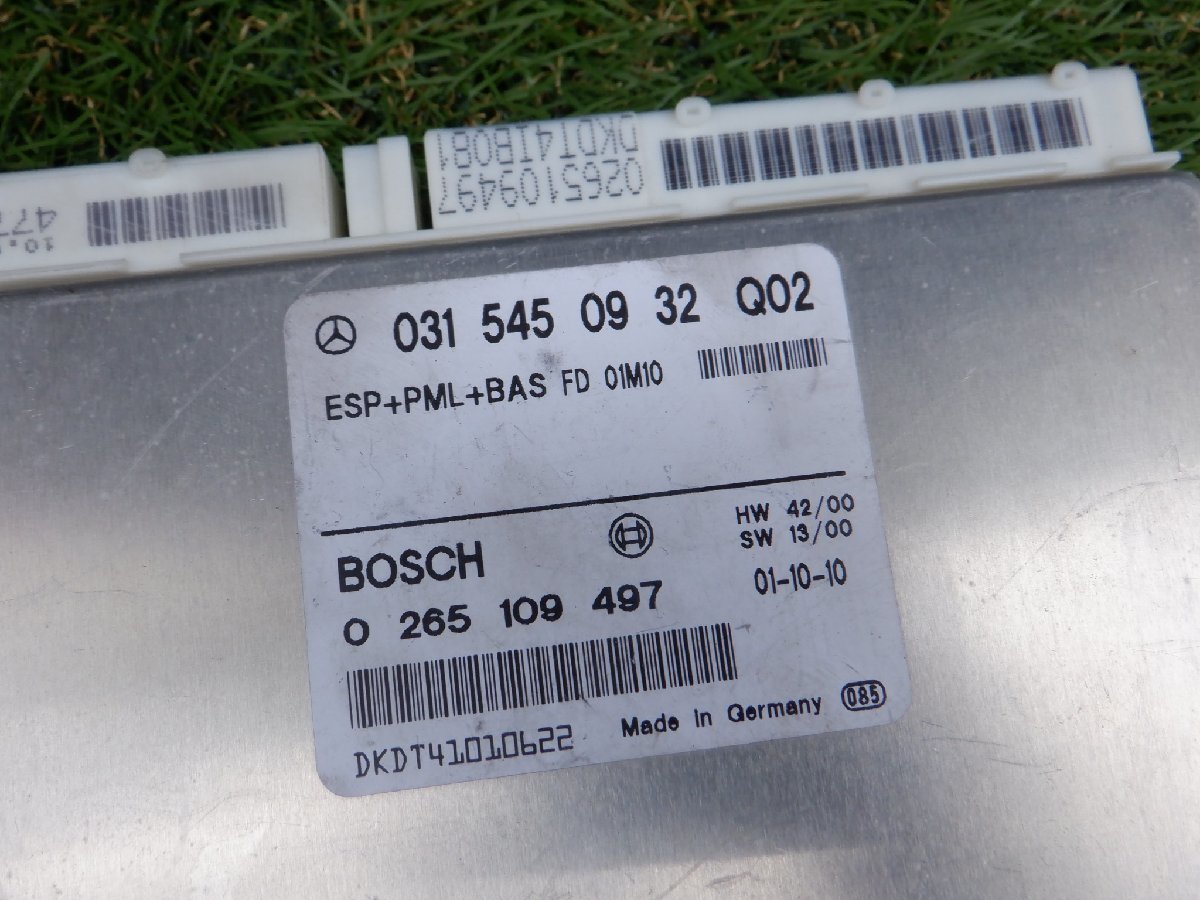 0265109497
DKDT41B081
031 545 09 32 Q02
ESP+PML+BAS FD 01M10
BOSCH
HW 42/00
SW 13/00
0 265 109 497
01-10-10
DKDT41010622
Made in Germany 085